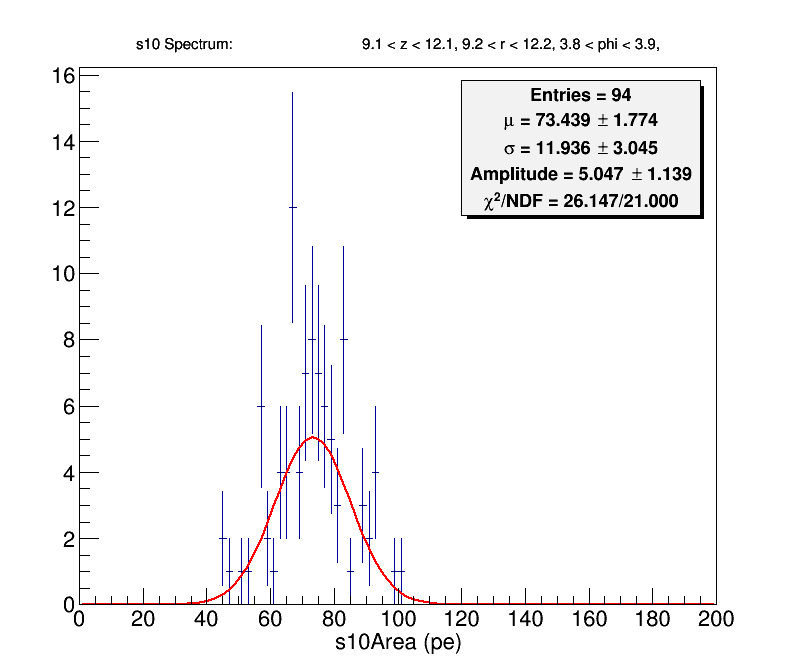 s10 Spectrum: 9.1 < z < 12.1, 9.2 < r < 12.2, 3.8 < phi < 3.9,
Entries = 94
μ = 73.439 ± 1.774
σ = 11.936 ± 3.045
Amplitude = 5.047 ± 1.139
χ²/NDF = 26.147/21.000
16
14
12
10
8
6
4
2
0
0 20 40 60 80 100 120 140 160 180 200
s10Area (pe)